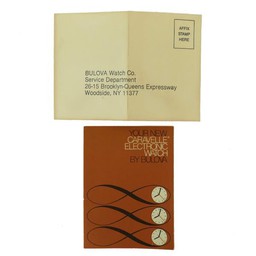 AFFIX
STAMP
HERE
BULOVA Watch Co.
Service Department
26-15 Brooklyn-Queens Expressway
Woodside, NY 11377
YOUR NEW
CARAVELLE
ELECTRONIC
WATCH
BY BULOVA